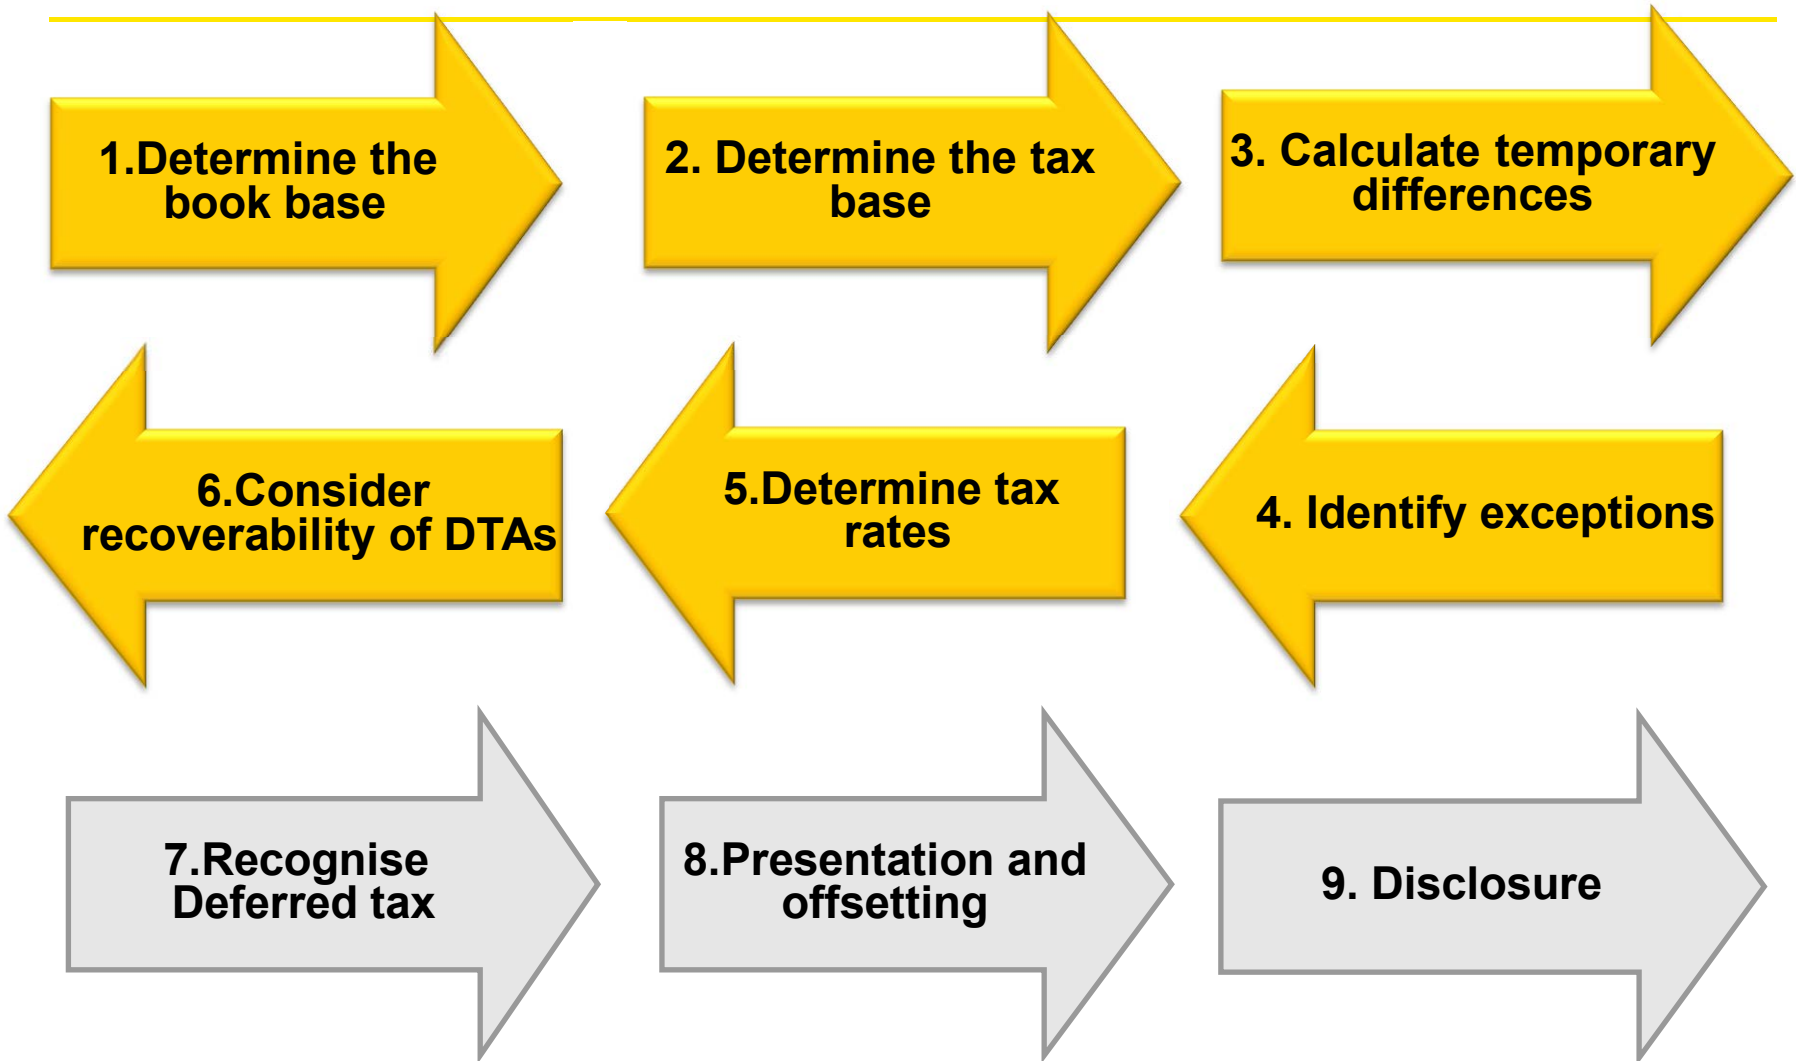 1.Determine the
book base
2. Determine the tax
base
3. Calculate temporary
differences
4. Identify exceptions
5.Determine tax
rates
6.Consider
recoverability of DTAs
7.Recognise
Deferred tax
8.Presentation and
offsetting
9. Disclosure